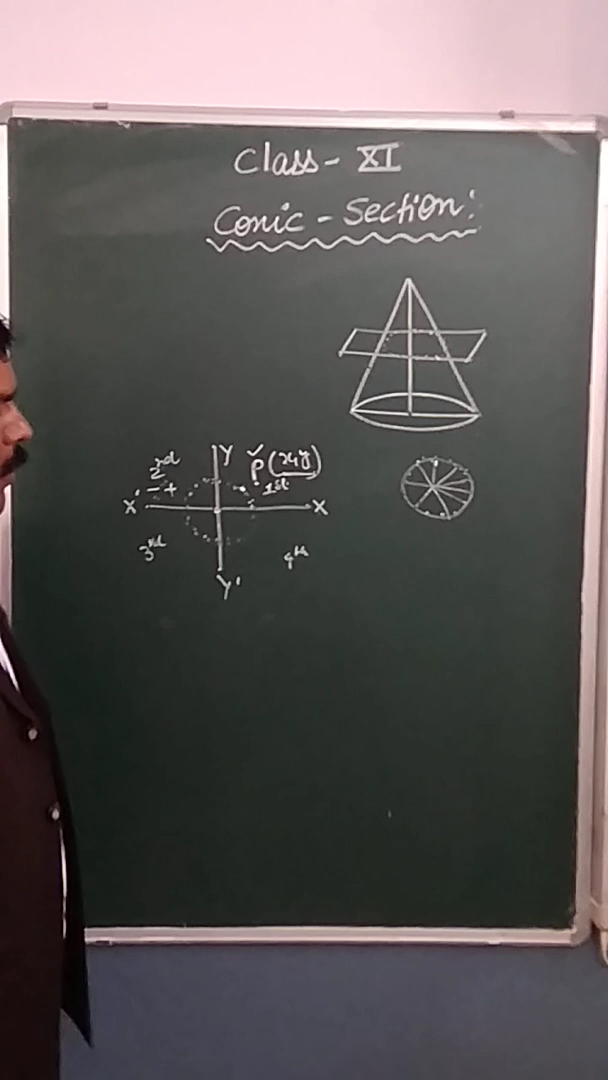 Class - XI
Conic - Section:
Y
2nd
P (x, y)
1st
- +
X'
X
3rd
4th
Y'